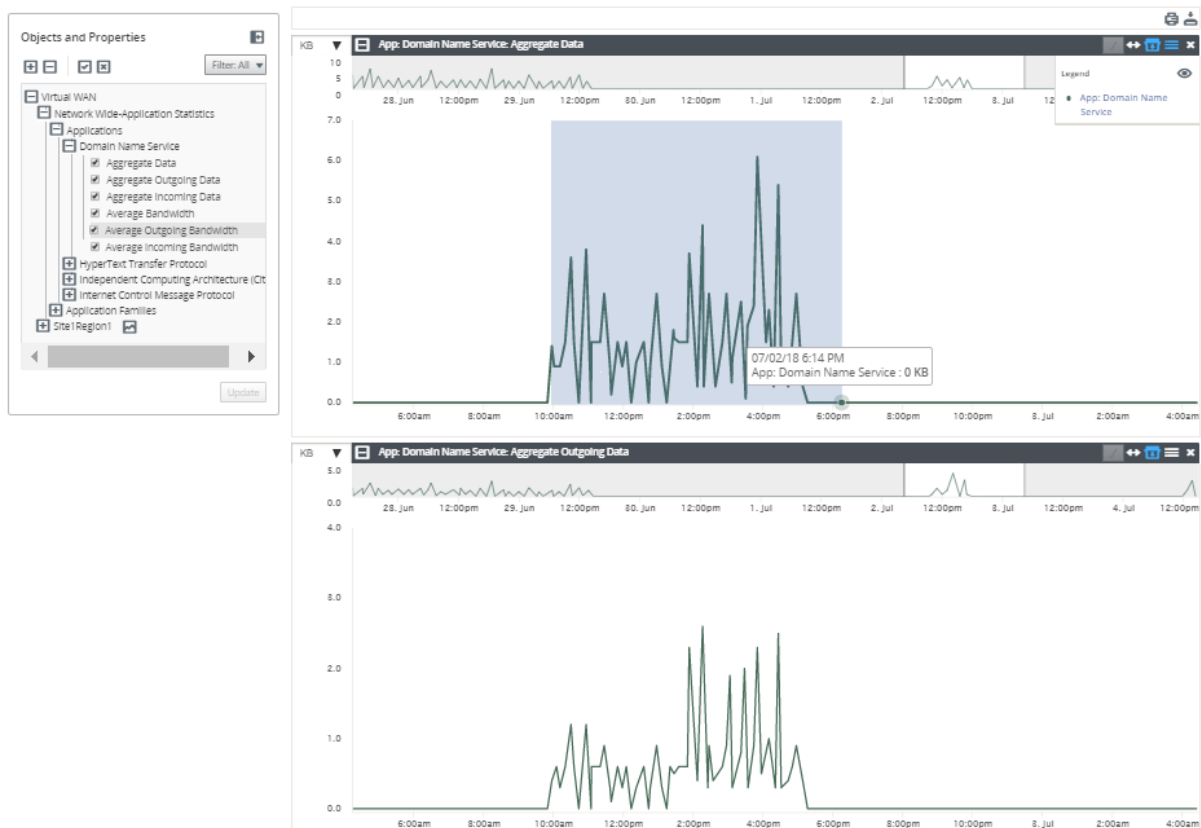 Objects and Properties
Filter: All
Virtual WAN
Network Wide-Application Statistics
Applications
Domain Name Service
Aggregate Data
Aggregate Outgoing Data
Aggregate Incoming Data
Average Bandwidth
Average Outgoing Bandwidth
Average Incoming Bandwidth
HyperText Transfer Protocol
Independent Computing Architecture (Cit
Internet Control Message Protocol
Application Families
Site1Region1
Update
KB App: Domain Name Service: Aggregate Data
10
5
0
28. Jun 12:00pm 29. Jun 12:00pm 30. Jun 12:00pm 1. Jul 12:00pm 2. Jul 12:00pm 3. Jul 12
Legend
App: Domain Name
Service
7.0
6.0
5.0
4.0
3.0
2.0
1.0
0.0
07/02/18 6:14 PM
App: Domain Name Service : 0 KB
6:00am 8:00am 10:00am 12:00pm 2:00pm 4:00pm 6:00pm 8:00pm 10:00pm 3. Jul 2:00am 4:00am
KB App: Domain Name Service: Aggregate Outgoing Data
5.0
0.0
28. Jun 12:00pm 29. Jun 12:00pm 30. Jun 12:00pm 1. Jul 12:00pm 2. Jul 12:00pm 3. Jul 12:00pm 4. Jul 12:00pm
4.0
3.0
2.0
1.0
0.0
6:00am 8:00am 10:00am 12:00pm 2:00pm 4:00pm 6:00pm 8:00pm 10:00pm 3. Jul 2:00am 4:00am